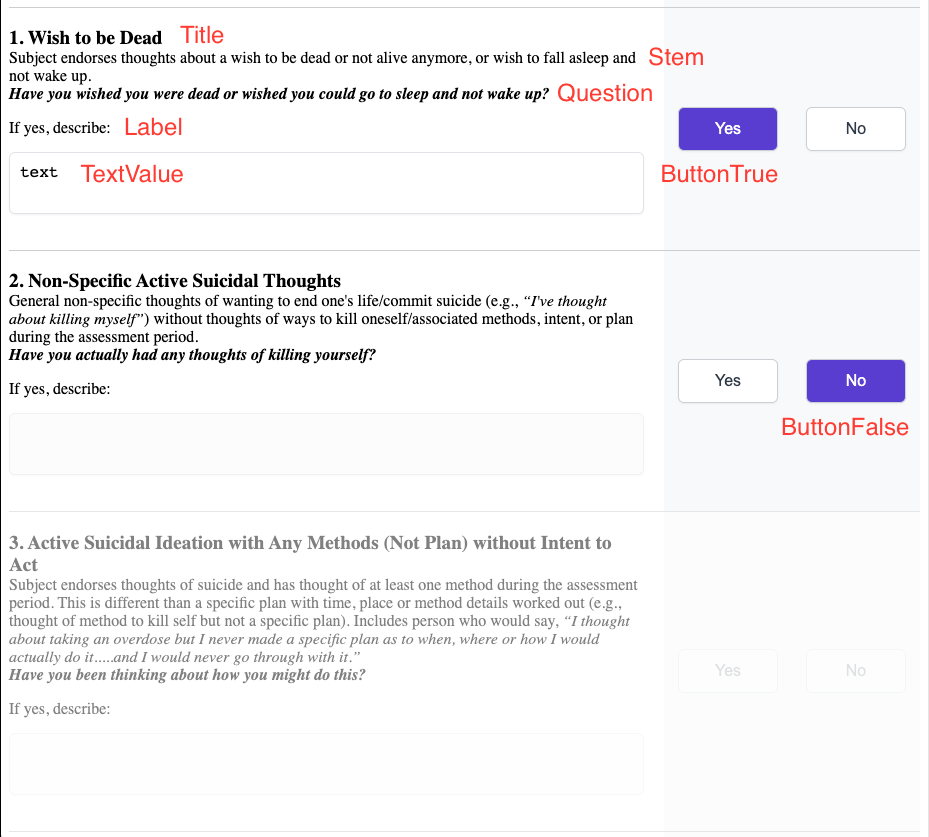 1. Wish to be Dead Title
Subject endorses thoughts about a wish to be dead or not alive anymore, or wish to fall asleep and Stem
not wake up.
Have you wished you were dead or wished you could go to sleep and not wake up? Question
If yes, describe: Label
Yes No
text TextValue ButtonTrue
2. Non-Specific Active Suicidal Thoughts
General non-specific thoughts of wanting to end one's life/commit suicide (e.g., “I've thought
about killing myself”) without thoughts of ways to kill oneself/associated methods, intent, or plan
during the assessment period.
Have you actually had any thoughts of killing yourself?
Yes No
If yes, describe:
ButtonFalse
3. Active Suicidal Ideation with Any Methods (Not Plan) without Intent to
Act
Subject endorses thoughts of suicide and has thought of at least one method during the assessment
period. This is different than a specific plan with time, place or method details worked out (e.g.,
thought of method to kill self but not a specific plan). Includes person who would say, “I thought
about taking an overdose but I never made a specific plan as to when, where or how I would
actually do it.....and I would never go through with it.”
Have you been thinking about how you might do this?
Yes No
If yes, describe: